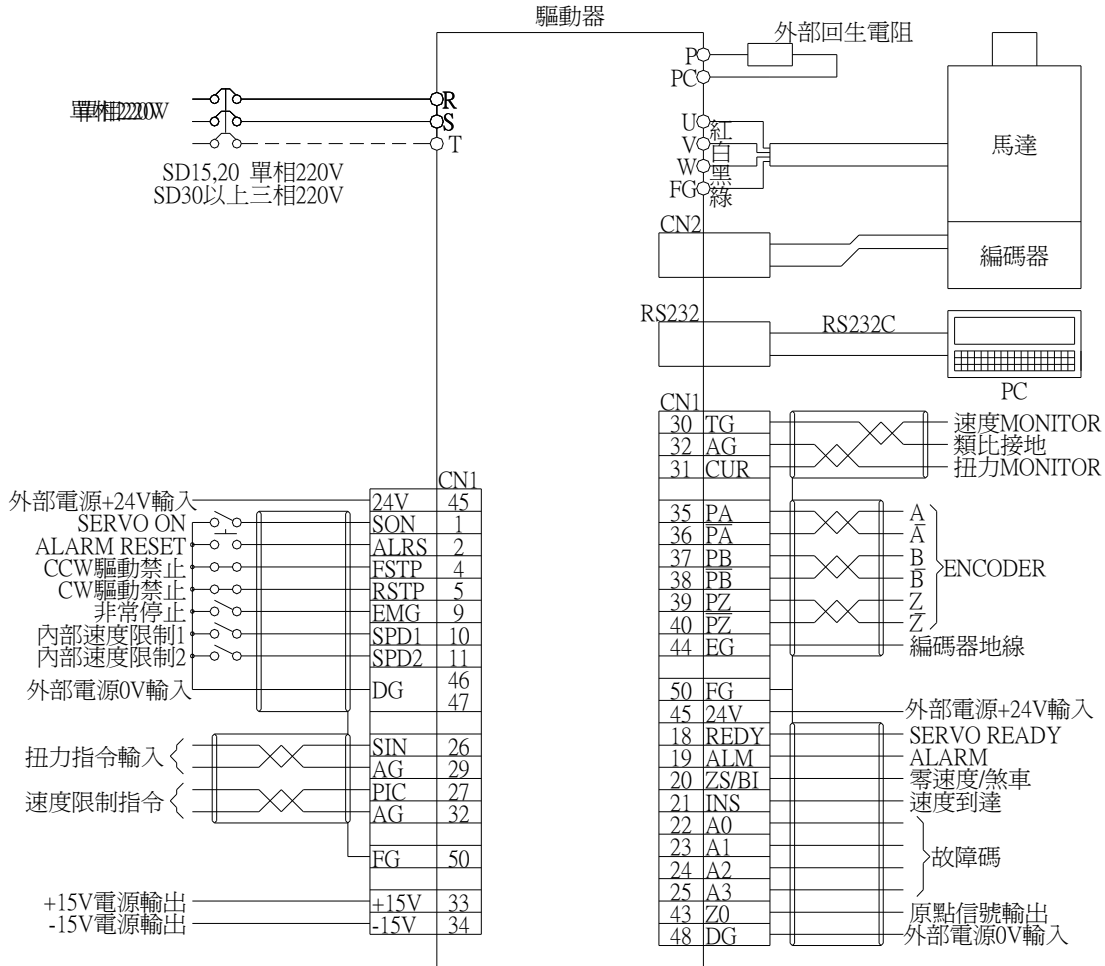 驅動器
外部回生電阻
P
PC
單相220V
R
S
T
SD15,20 單相220V
SD30以上三相220V
U 紅
V 白
W 黑
FG 綠
馬達
CN2
編碼器
RS232
RS232C
PC
CN1
30 TG 速度MONITOR
32 AG 類比接地
31 CUR 扭力MONITOR
35 PA A
36 P̅A̅ A̅
37 PB B
38 P̅B̅ B̅
39 PZ Z
40 P̅Z̅ Z̅
ENCODER
44 EG 編碼器地線
50 FG
45 24V 外部電源+24V輸入
18 REDY SERVO READY
19 ALM ALARM
20 ZS/BI 零速度/煞車
21 INS 速度到達
22 A0
23 A1
24 A2
25 A3
故障碼
43 Z0 原點信號輸出
48 DG 外部電源0V輸入
CN1
外部電源+24V輸入 24V 45
SERVO ON SON 1
ALARM RESET ALRS 2
CCW驅動禁止 FSTP 4
CW驅動禁止 RSTP 5
非常停止 EMG 9
內部速度限制1 SPD1 10
內部速度限制2 SPD2 11
外部電源0V輸入 DG 46
47
扭力指令輸入 SIN 26
AG 29
速度限制指令 PIC 27
AG 32
FG 50
+15V電源輸出 +15V 33
-15V電源輸出 -15V 34